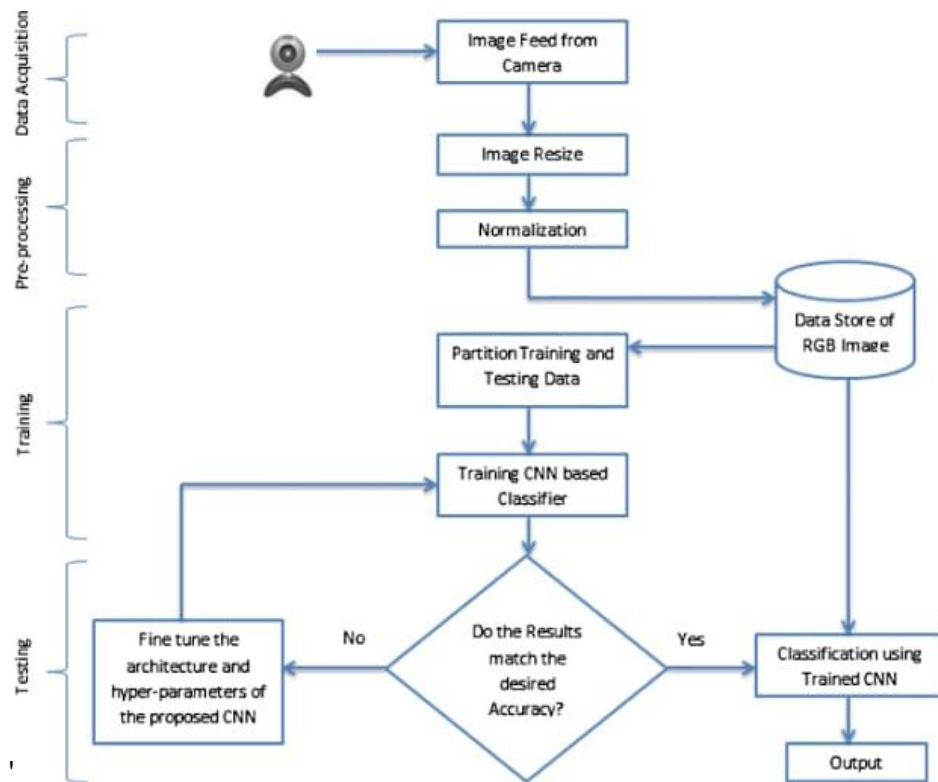 Data Acquisition
Image Feed from
Camera
Pre-processing
Image Resize
Normalization
Data Store of
RGB Image
Training
Partition Training and
Testing Data
Training CNN based
Classifier
Testing
Fine tune the
architecture and
hyper-parameters of
the proposed CNN
No
Do the Results
match the
desired
Accuracy?
Yes
Classification using
Trained CNN
Output
'